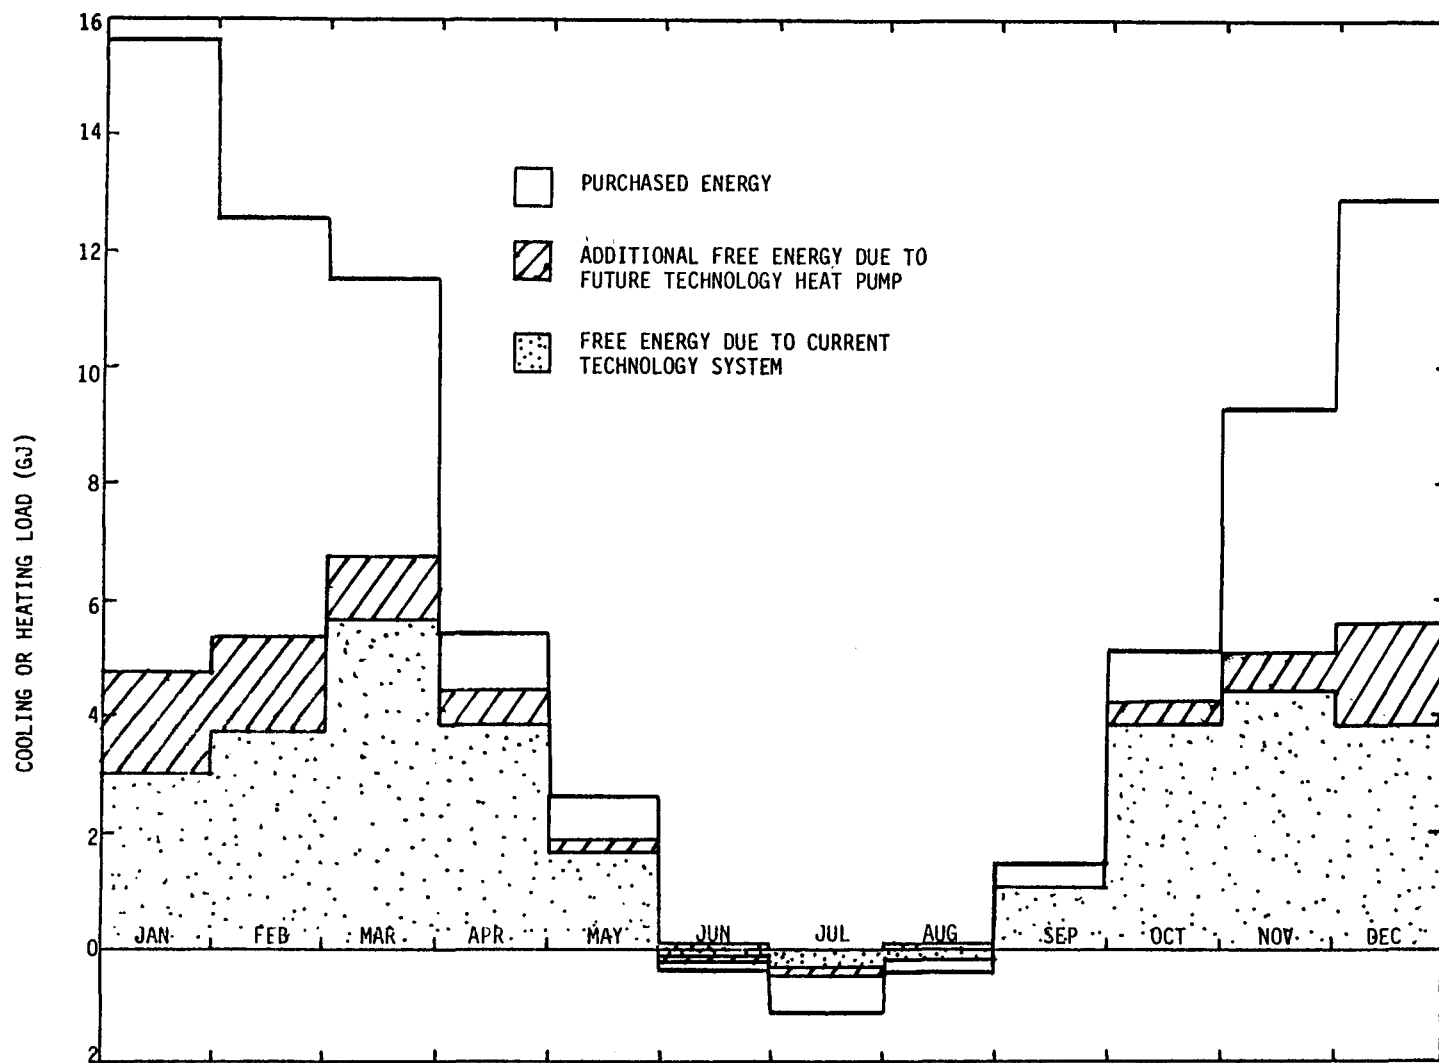 16
14
12
10
8
6
4
2
0
2
COOLING OR HEATING LOAD (GJ)
PURCHASED ENERGY
ADDITIONAL FREE ENERGY DUE TO
FUTURE TECHNOLOGY HEAT PUMP
FREE ENERGY DUE TO CURRENT
TECHNOLOGY SYSTEM
JAN FEB MAR APR MAY JUN JUL AUG SEP OCT NOV DEC